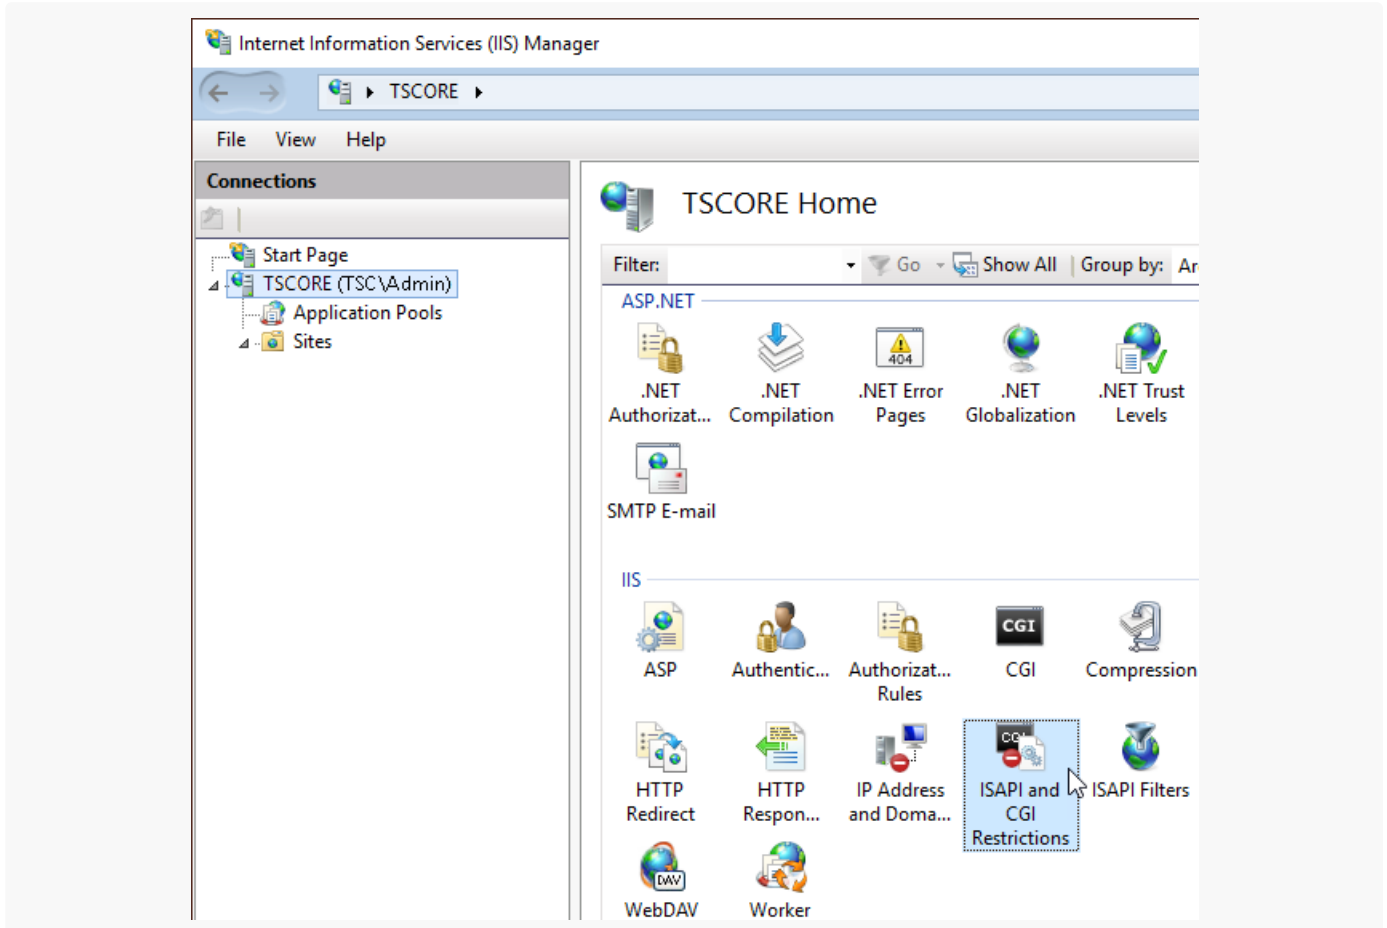 Internet Information Services (IIS) Manager
TSCORE
File View Help
Connections
Start Page
TSCORE (TSC\Admin)
Application Pools
Sites
TSCORE Home
Filter: Go Show All Group by: Ar
ASP.NET
.NET Authorizat...
.NET Compilation
.NET Error Pages
.NET Globalization
.NET Trust Levels
404
SMTP E-mail
IIS
ASP
Authentic...
Authorizat... Rules
CGI
CGI
Compression
HTTP Redirect
HTTP Respon...
IP Address and Doma...
ISAPI and CGI Restrictions
ISAPI Filters
DAV
WebDAV
Worker